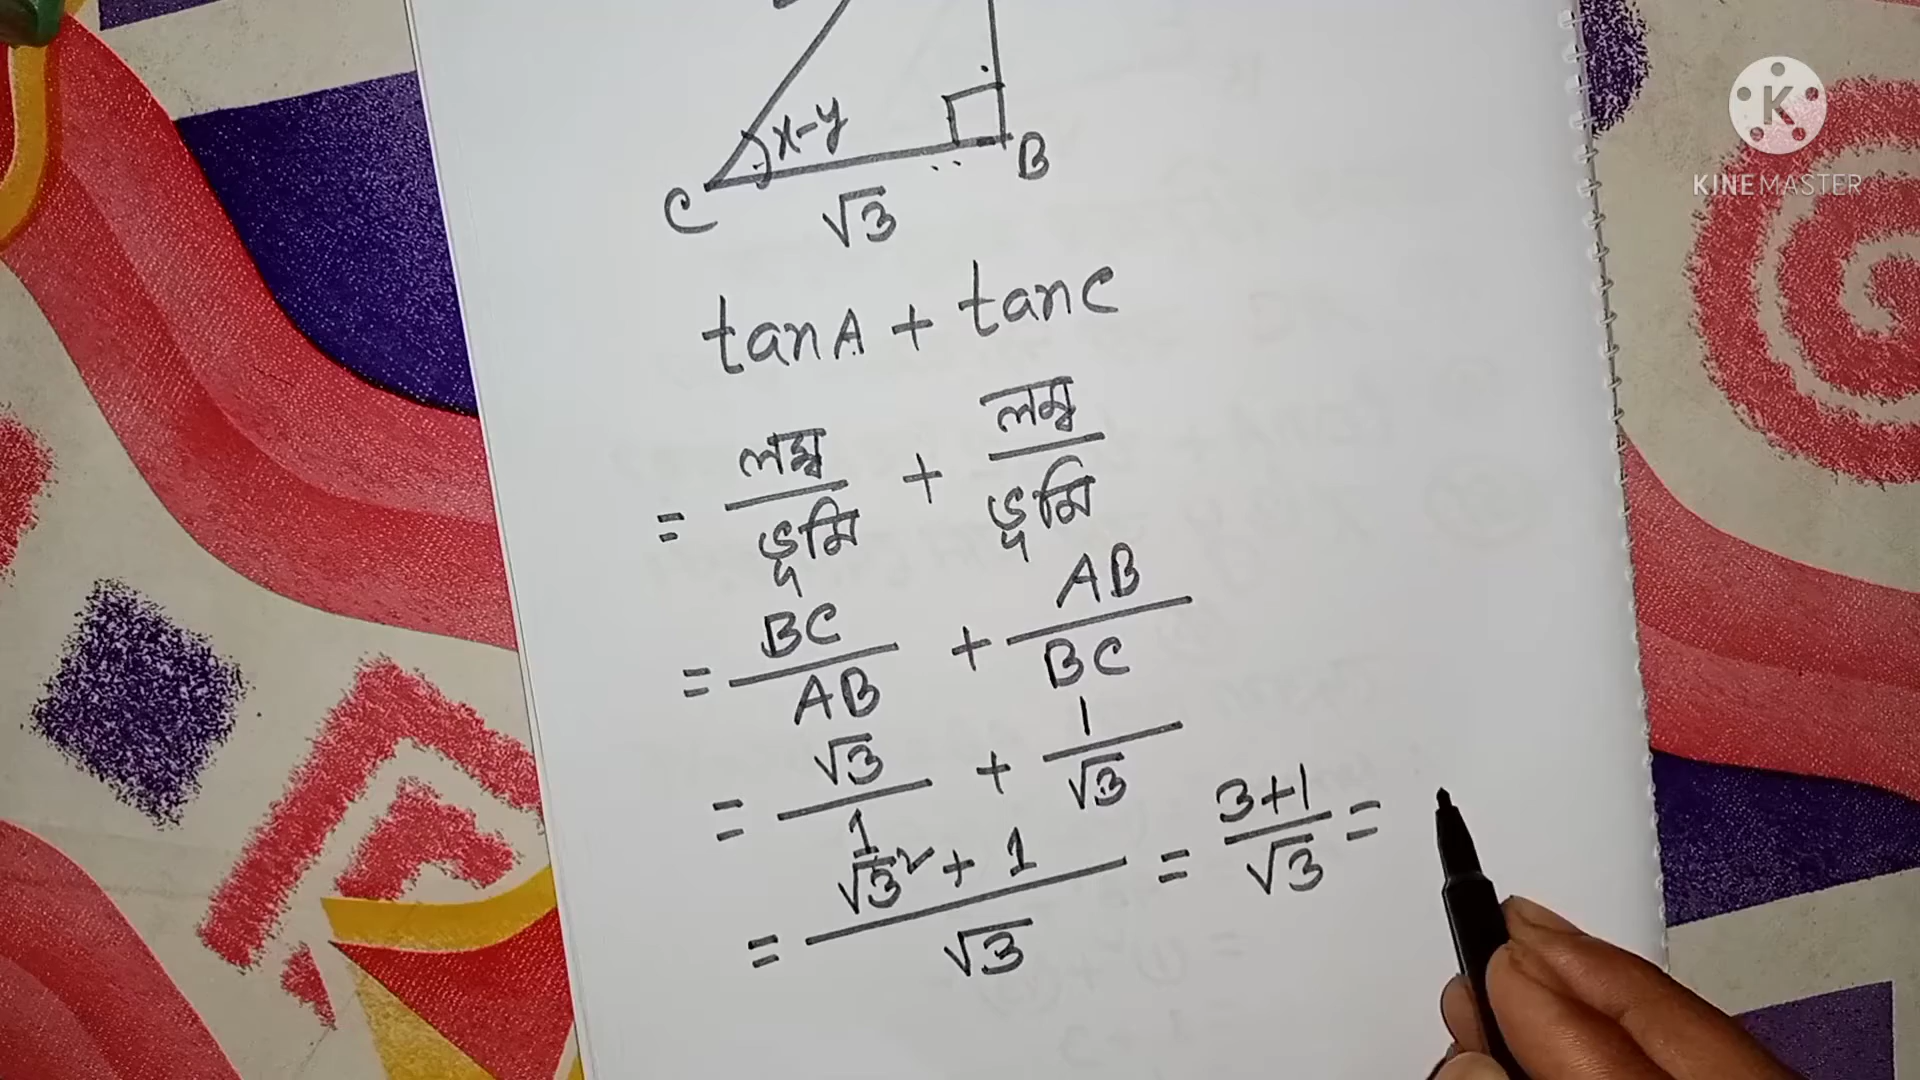 x-y
B
C
√3
KINEMASTER
tanA + tanC
= লম্ব/ভূমি + লম্ব/ভূমি
= BC/AB + AB/BC
= √3/1 + 1/√3
= √3² + 1/√3 = 3+1/√3 =